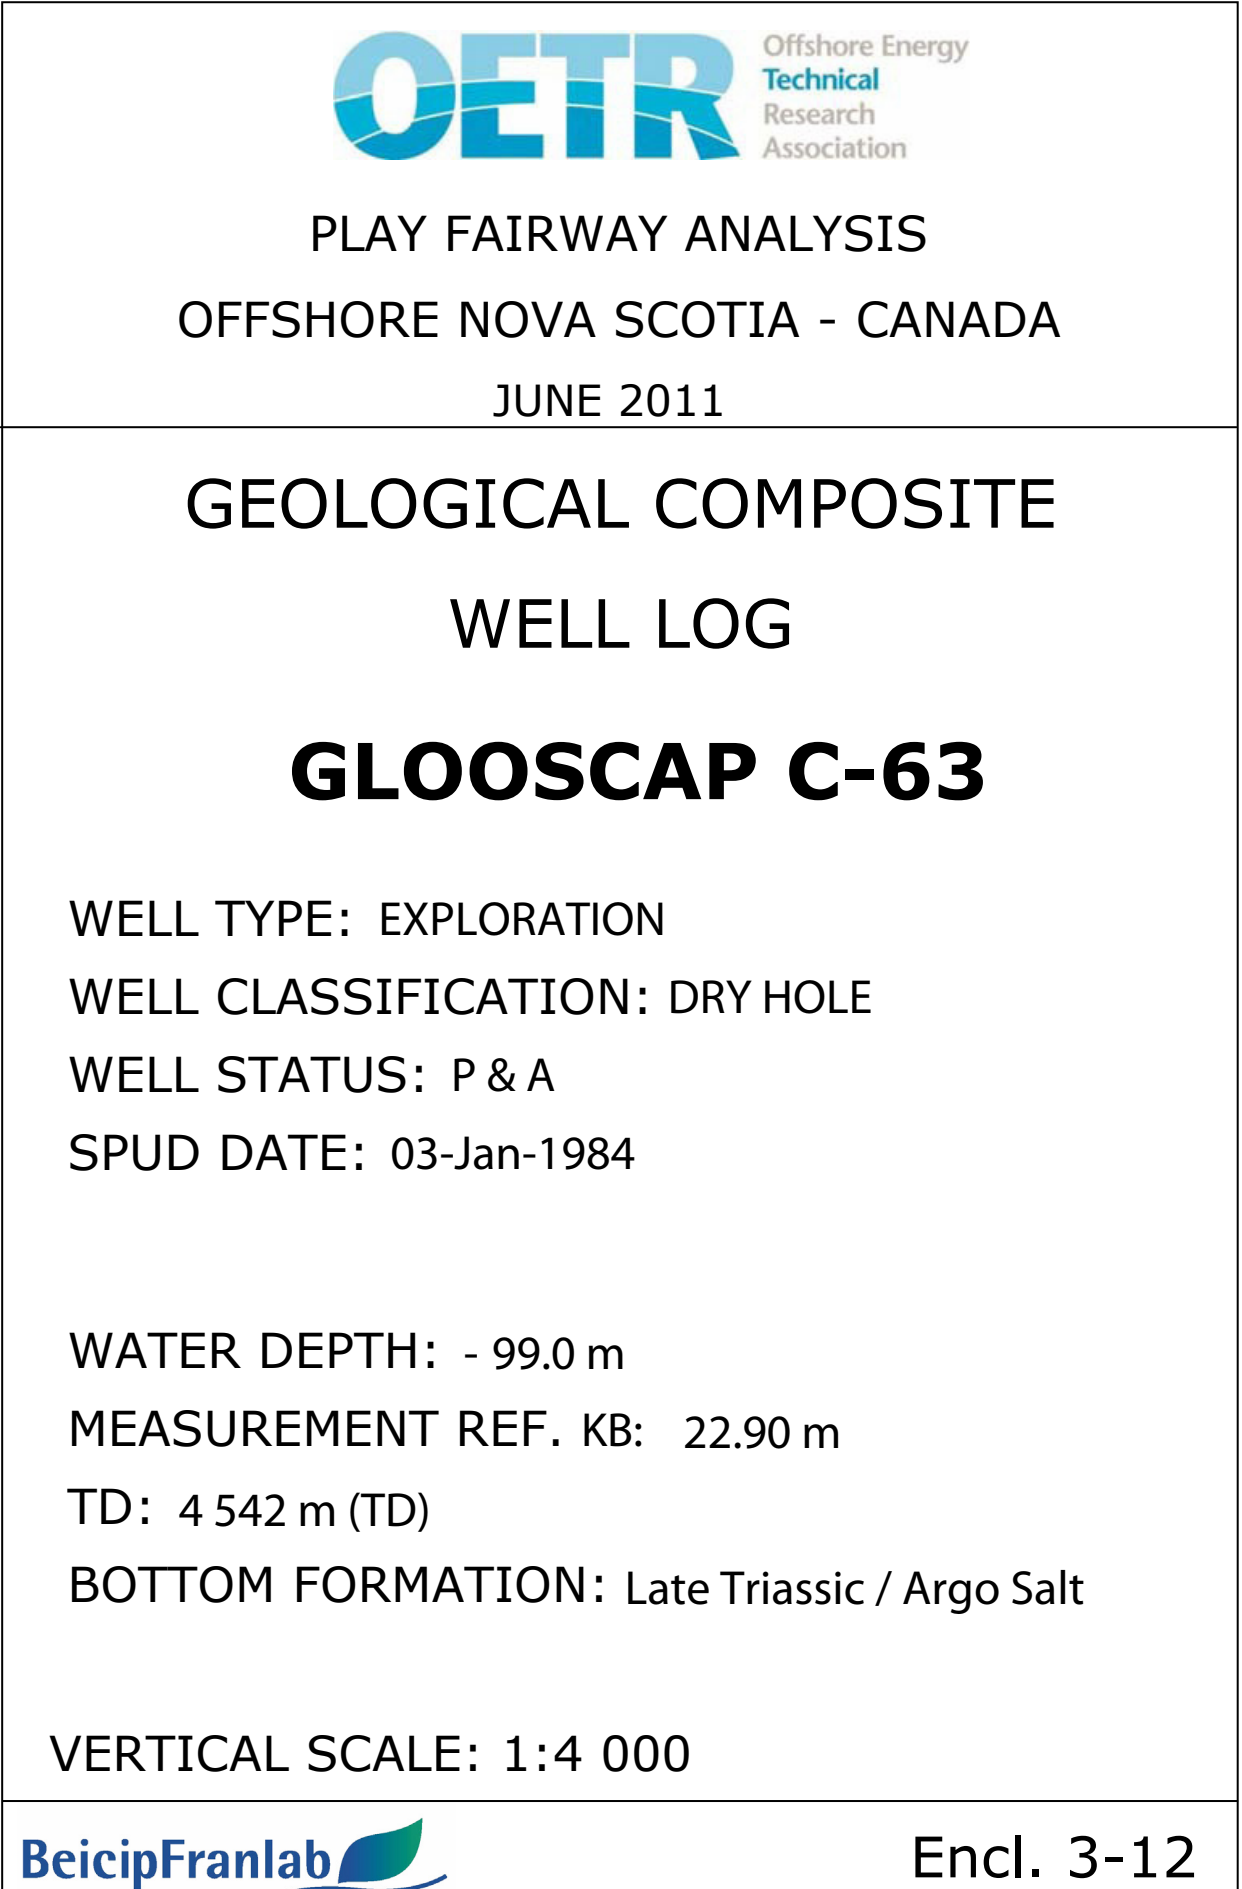 OETR
Offshore Energy
Technical
Research
Association
PLAY FAIRWAY ANALYSIS
OFFSHORE NOVA SCOTIA - CANADA
JUNE 2011
GEOLOGICAL COMPOSITE
WELL LOG
GLOOSCAP C-63
WELL TYPE: EXPLORATION
WELL CLASSIFICATION: DRY HOLE
WELL STATUS: P & A
SPUD DATE: 03-Jan-1984
WATER DEPTH: - 99.0 m
MEASUREMENT REF. KB: 22.90 m
TD: 4 542 m (TD)
BOTTOM FORMATION: Late Triassic / Argo Salt
VERTICAL SCALE: 1:4 000
BeicipFranlab
Encl. 3-12